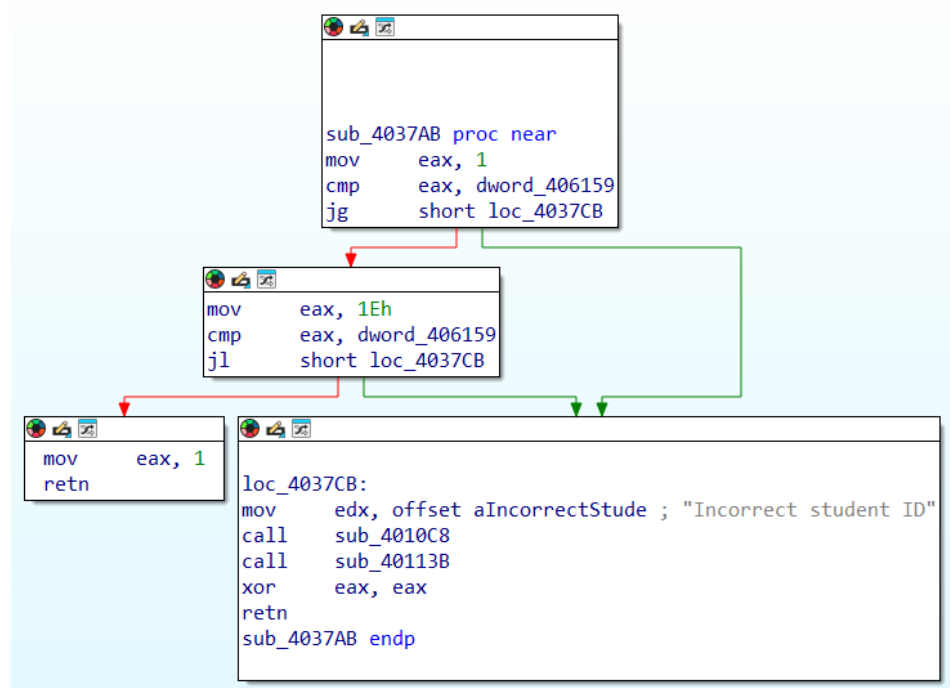 sub_4037AB proc near
mov eax, 1
cmp eax, dword_406159
jg short loc_4037CB
mov eax, 1Eh
cmp eax, dword_406159
jl short loc_4037CB
mov eax, 1
retn
loc_4037CB:
mov edx, offset aIncorrectStude ; "Incorrect student ID"
call sub_4010C8
call sub_40113B
xor eax, eax
retn
sub_4037AB endp